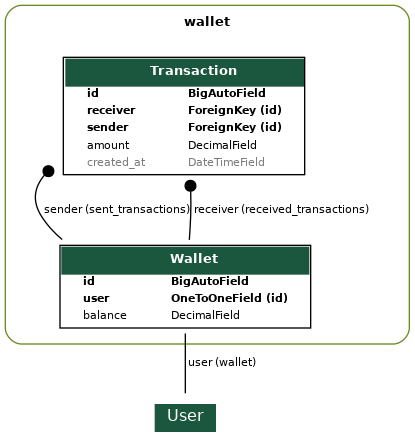 wallet
Transaction
id BigAutoField
receiver ForeignKey (id)
sender ForeignKey (id)
amount DecimalField
created_at DateTimeField
sender (sent_transactions) receiver (received_transactions)
Wallet
id BigAutoField
user OneToOneField (id)
balance DecimalField
user (wallet)
User